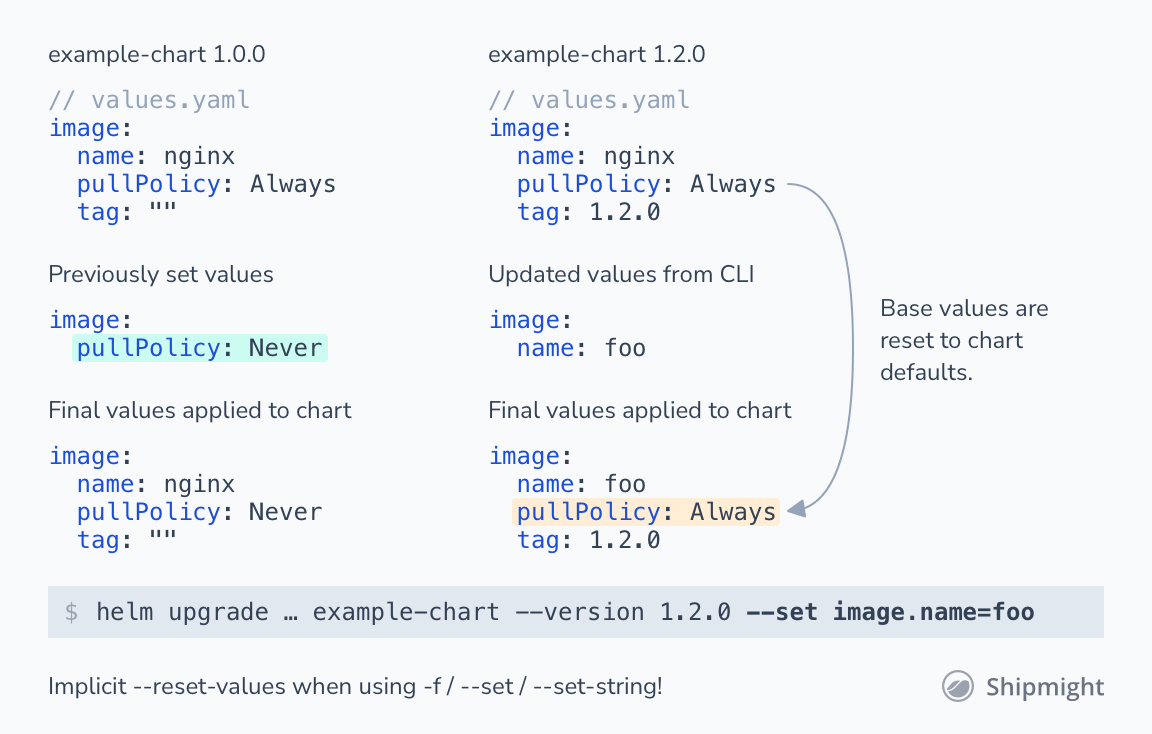 example-chart 1.0.0
// values.yaml
image:
  name: nginx
  pullPolicy: Always
  tag: ""
Previously set values
image:
  pullPolicy: Never
Final values applied to chart
image:
  name: nginx
  pullPolicy: Never
  tag: ""
example-chart 1.2.0
// values.yaml
image:
  name: nginx
  pullPolicy: Always
  tag: 1.2.0
Updated values from CLI
image:
  name: foo
Final values applied to chart
image:
  name: foo
  pullPolicy: Always
  tag: 1.2.0
Base values are
reset to chart
defaults.
$ helm upgrade … example-chart --version 1.2.0 --set image.name=foo
Implicit --reset-values when using -f / --set / --set-string!
Shipmight